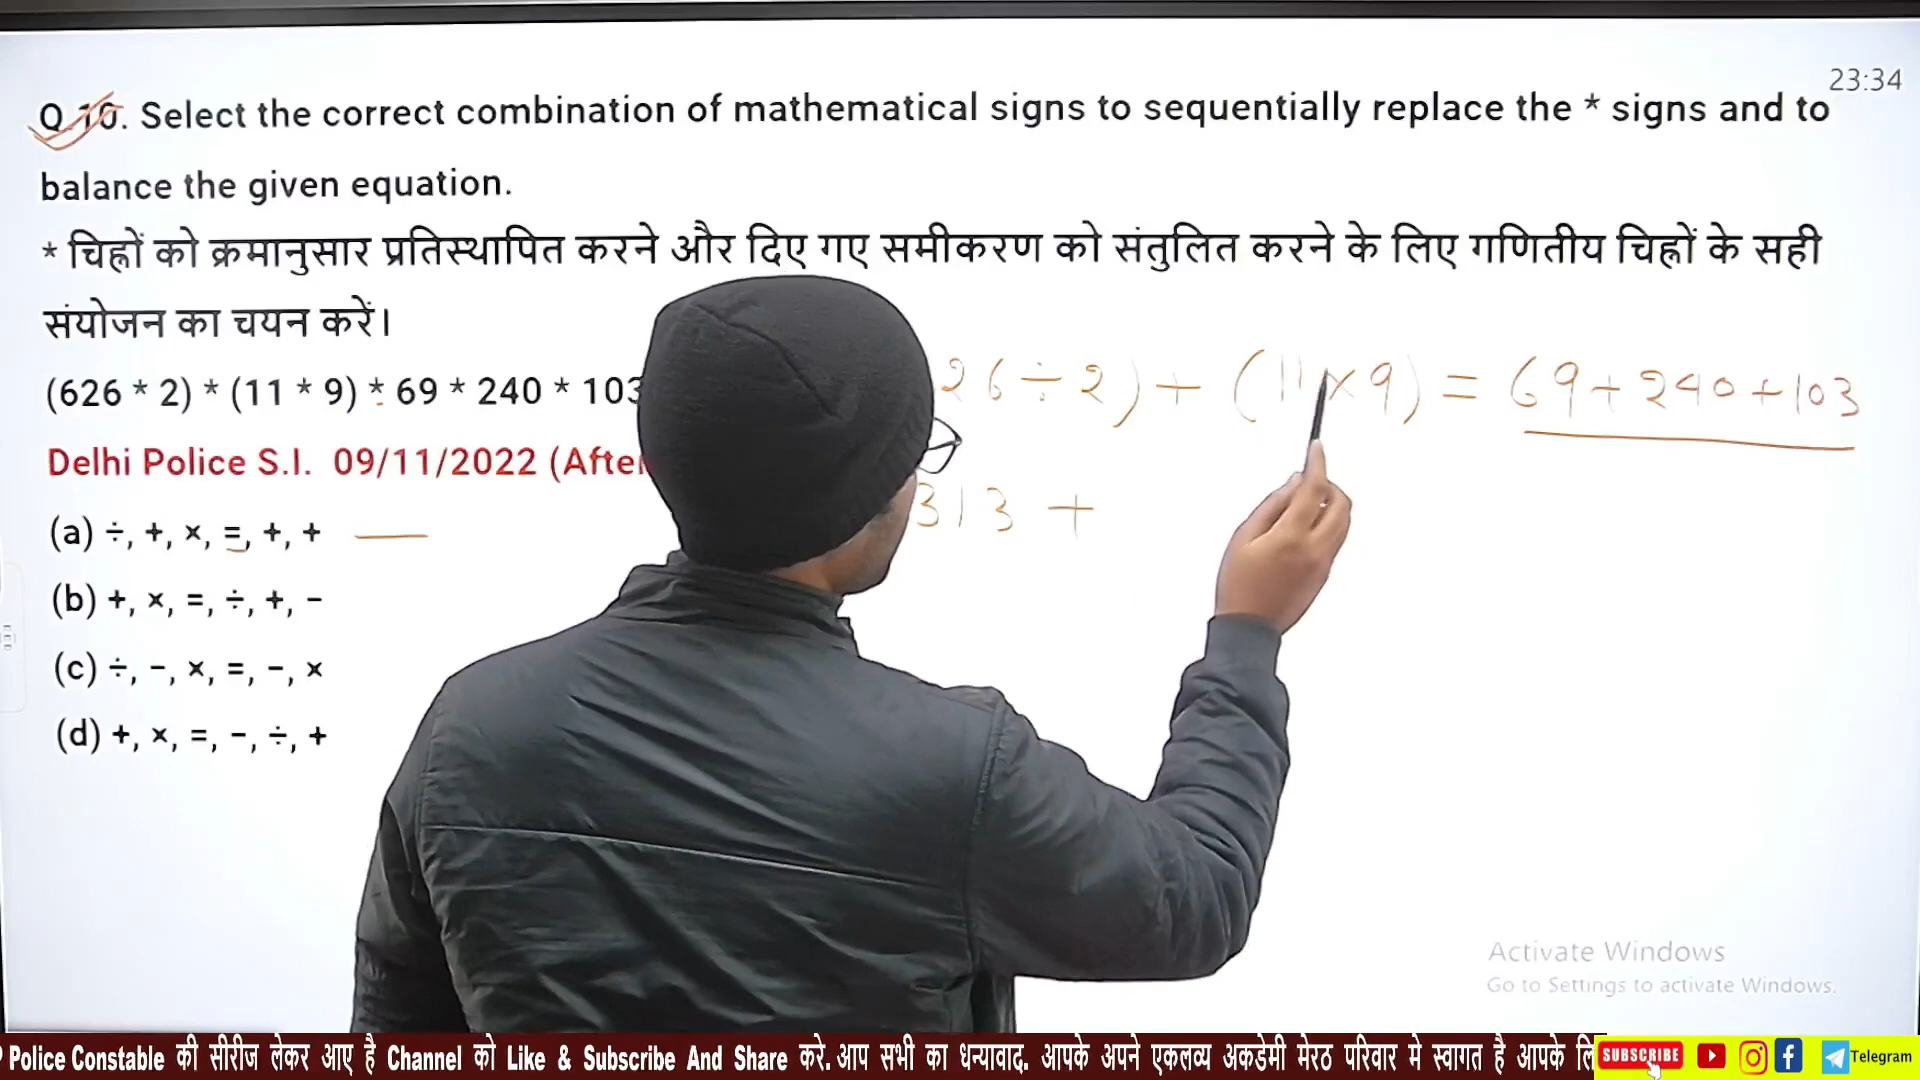 23:34
Q.10. Select the correct combination of mathematical signs to sequentially replace the * signs and to
balance the given equation.
* चिह्नों को क्रमानुसार प्रतिस्थापित करने और दिए गए समीकरण को संतुलित करने के लिए गणितीय चिह्नों के सही
संयोजन का चयन करें।
(626 * 2) * (11 * 9) * 69 * 240 * 103
26 ÷ 2) + (11 × 9) = 69 + 240 + 103
Delhi Police S.I. 09/11/2022 (After
313 +
(a) ÷, +, ×, =, +, +
(b) +, ×, =, ÷, +, −
(c) ÷, −, ×, =, −, ×
(d) +, ×, =, −, ÷, +
Activate Windows
Go to Settings to activate Windows.
Police Constable की सीरीज लेकर आए है Channel को Like & Subscribe And Share करे. आप सभी का धन्यावाद. आपके अपने एकलव्य अकडेमी मेरठ परिवार मे स्वागत है आपके लि
SUBSCRIBE
Telegram